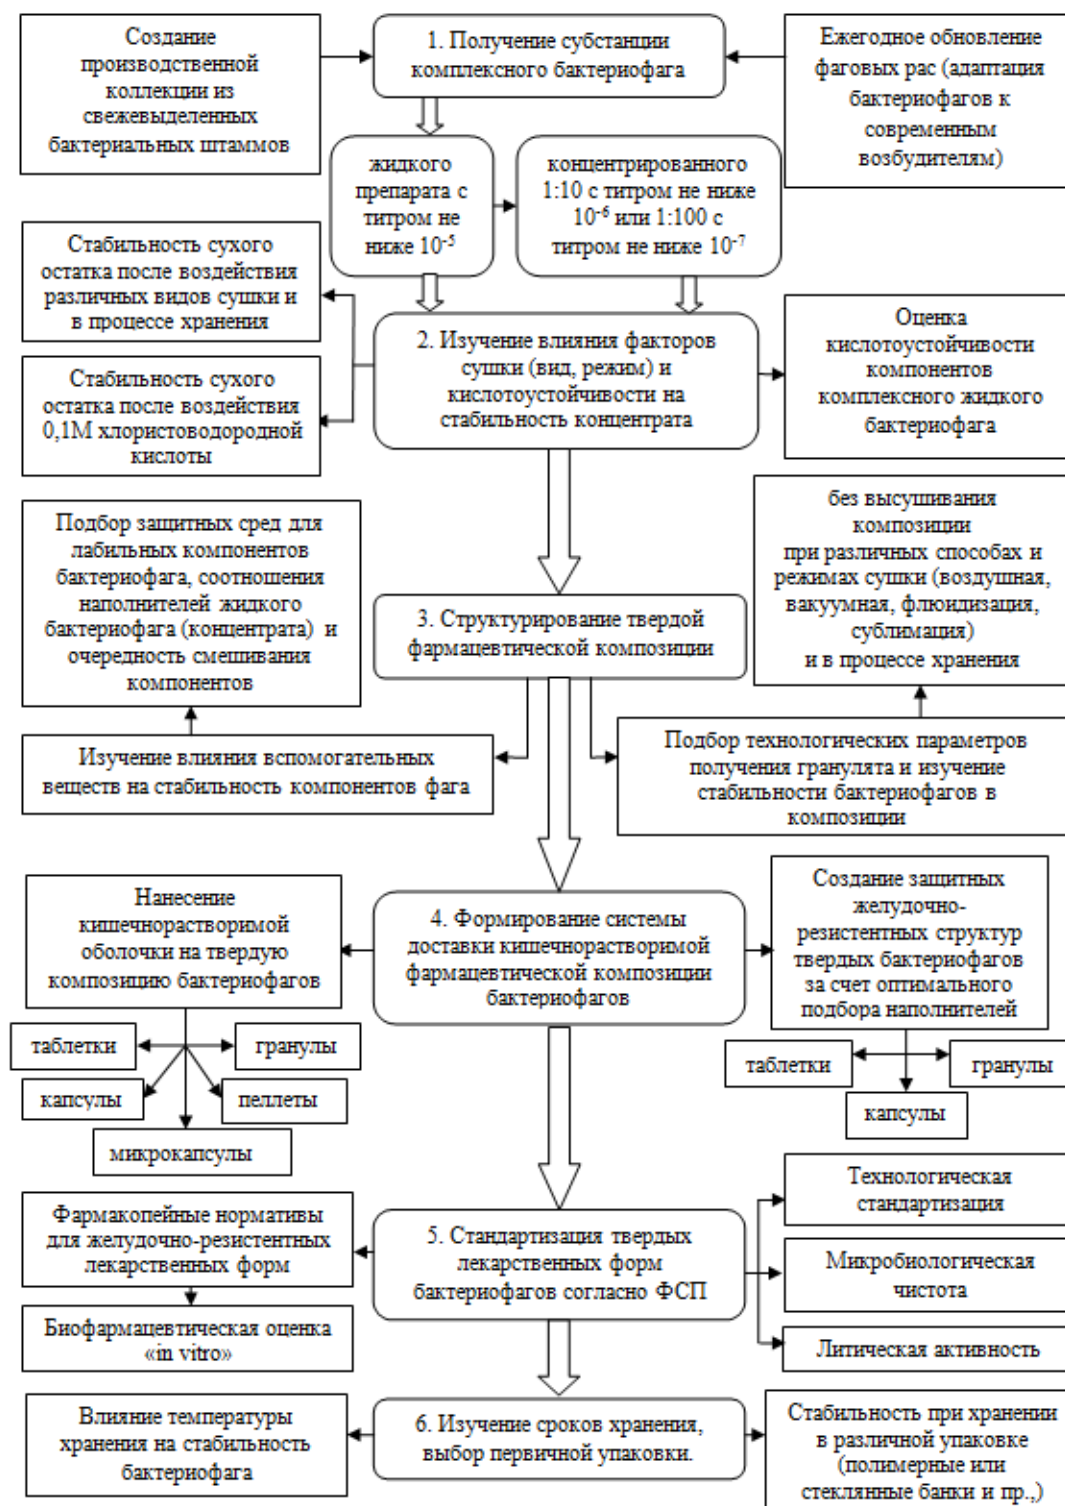 Создание
производственной
коллекции из
свежевыделенных
бактериальных штаммов
1. Получение субстанции
комплексного бактериофага
Ежегодное обновление
фаговых рас (адаптация
бактериофагов к
современным
возбудителям)
жидкого
препарата с
титром не
ниже 10⁻⁵
концентрированного
1:10 с титром не ниже
10⁻⁶ или 1:100 с
титром не ниже 10⁻⁷
Стабильность сухого
остатка после воздействия
различных видов сушки и
в процессе хранения
Стабильность сухого
остатка после воздействия
0,1М хлористоводородной
кислоты
2. Изучение влияния факторов
сушки (вид, режим) и
кислотоустойчивости на
стабильность концентрата
Оценка
кислотоустойчивости
компонентов
комплексного жидкого
бактериофага
Подбор защитных сред для
лабильных компонентов
бактериофага, соотношения
наполнителей жидкого
бактериофага (концентрата) и
очередность смешивания
компонентов
3. Структурирование твердой
фармацевтической композиции
без высушивания
композиции
при различных способах и
режимах сушки (воздушная,
вакуумная, флюидизация,
сублимация)
и в процессе хранения
Изучение влияния вспомогательных
веществ на стабильность компонентов фага
Подбор технологических параметров
получения гранулята и изучение
стабильности бактериофагов в
композиции
Нанесение
кишечнорастворимой
оболочки на твердую
композицию бактериофагов
4. Формирование системы
доставки кишечнорастворимой
фармацевтической композиции
бактериофагов
Создание защитных
желудочно-
резистентных структур
твердых бактериофагов
за счет оптимального
подбора наполнителей
таблетки
гранулы
капсулы
пеллеты
микрокапсулы
таблетки
гранулы
капсулы
Фармакопейные нормативы
для желудочно-резистентных
лекарственных форм
Биофармацевтическая оценка
«in vitro»
5. Стандартизация твердых
лекарственных форм
бактериофагов согласно ФСП
Технологическая
стандартизация
Микробиологическая
чистота
Литическая активность
Влияние температуры
хранения на стабильность
бактериофага
6. Изучение сроков хранения,
выбор первичной упаковки.
Стабильность при хранении
в различной упаковке
(полимерные или
стеклянные банки и пр.,)